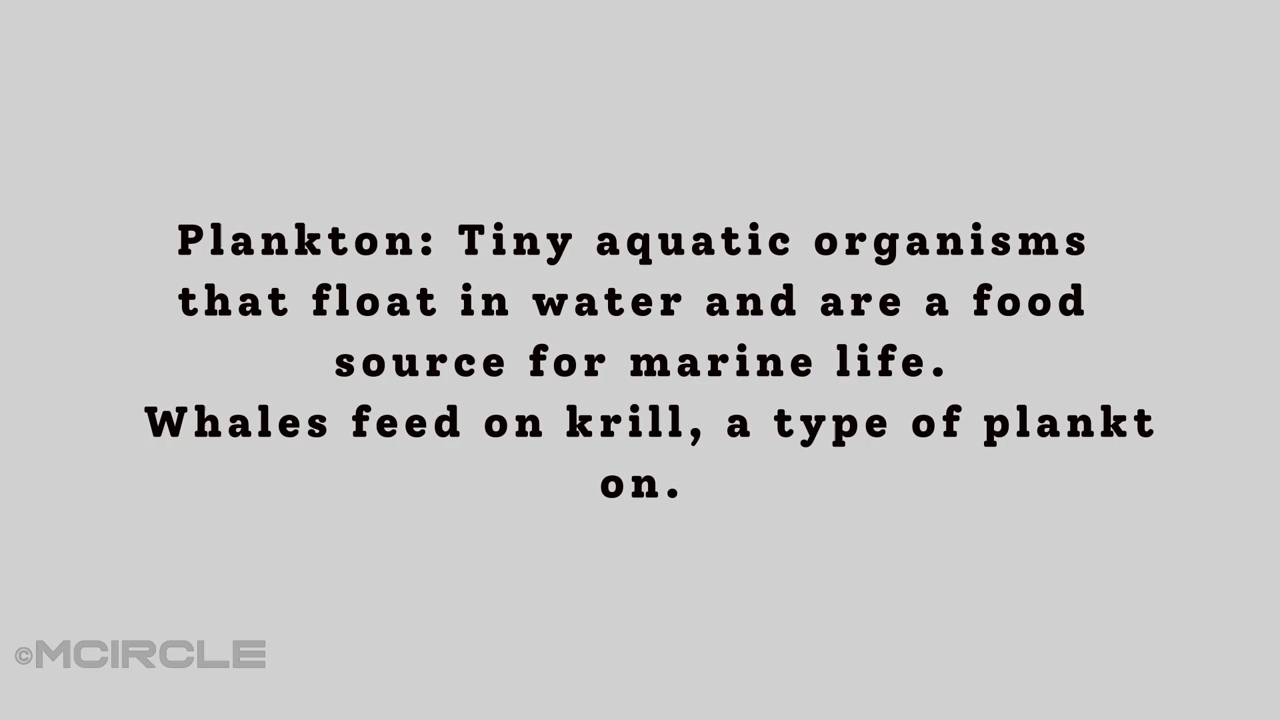 Plankton: Tiny aquatic organisms
that float in water and are a food
source for marine life.
Whales feed on krill, a type of plankt
on.
©MCIRCLE